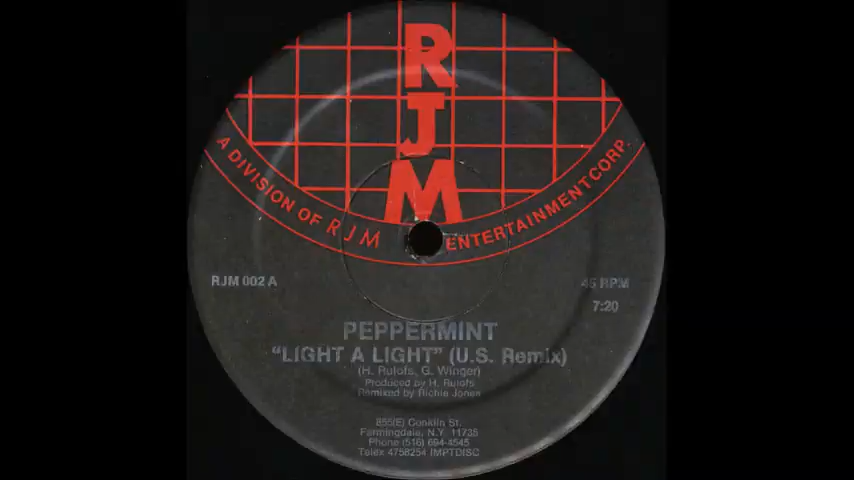 RJM
A DIVISION OF RJM ENTERTAINMENT CORP.
RJM 002 A
45 RPM
7:20
PEPPERMINT
"LIGHT A LIGHT" (U.S. Remix)
(H. Rulofs, G. Winger)
Produced by H. Rulofs
Remixed by Richie Jones
855(E) Conklin St.
Farmingdale, N.Y. 11735
Phone (516) 694-4545
Telex 4758254 IMPTDISC